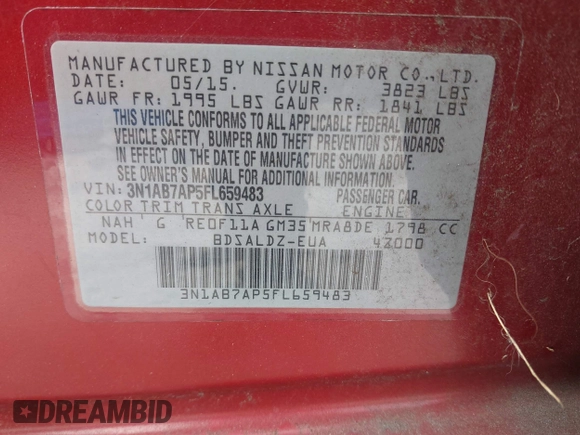 MANUFACTURED BY NISSAN MOTOR CO.,LTD.
DATE: 05/15. GVWR: 3823 LBS
GAWR FR: 1995 LBS GAWR RR: 1841 LBS
THIS VEHICLE CONFORMS TO ALL APPLICABLE FEDERAL MOTOR
VEHICLE SAFETY, BUMPER AND THEFT PREVENTION STANDARDS
IN EFFECT ON THE DATE OF MANUFACTURE SHOWN ABOVE.
SEE OWNER'S MANUAL FOR ADDITIONAL INFORMATION.
VIN: 3N1AB7AP5FL659483 PASSENGER CAR.
COLOR TRIM TRANS AXLE ENGINE
NAH G RE0F11A GM35 MRA8DE 1798 CC
MODEL: BDSALDZ-EUA 47000
3N1AB7AP5FL659483
DREAMBID